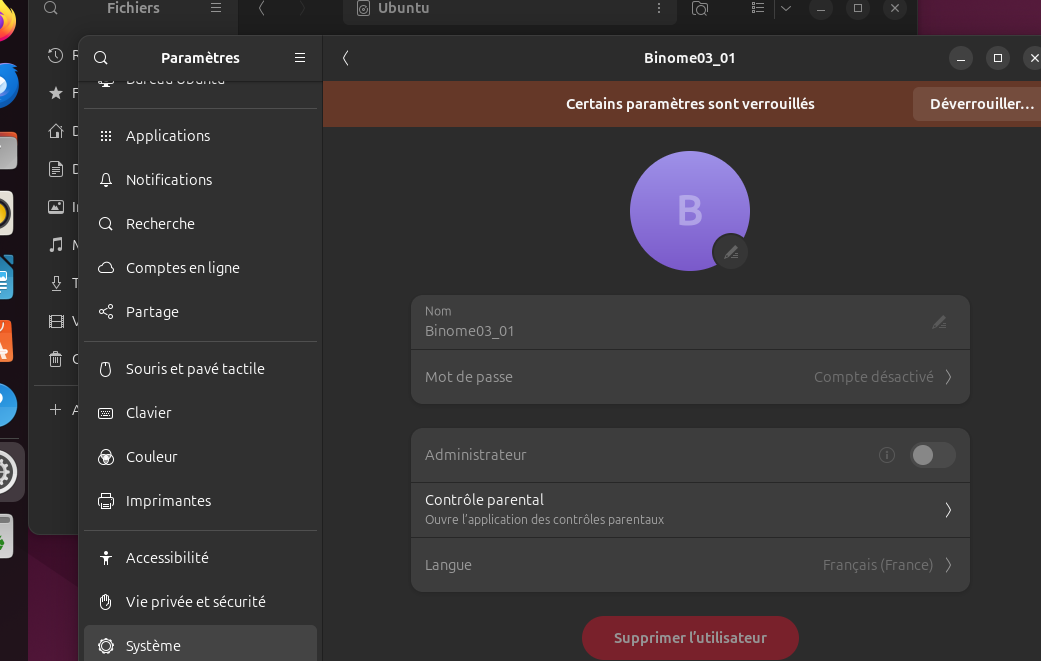 Fichiers
Ubuntu
Paramètres
Binome03_01
Bureau Ubuntu
Certains paramètres sont verrouillés
Déverrouiller…
Applications
Notifications
B
Recherche
Comptes en ligne
Partage
Nom
Binome03_01
Souris et pavé tactile
Mot de passe
Compte désactivé
Clavier
Couleur
Administrateur
Imprimantes
Contrôle parental
Ouvre l’application des contrôles parentaux
Accessibilité
Langue
Français (France)
Vie privée et sécurité
Système
Supprimer l’utilisateur